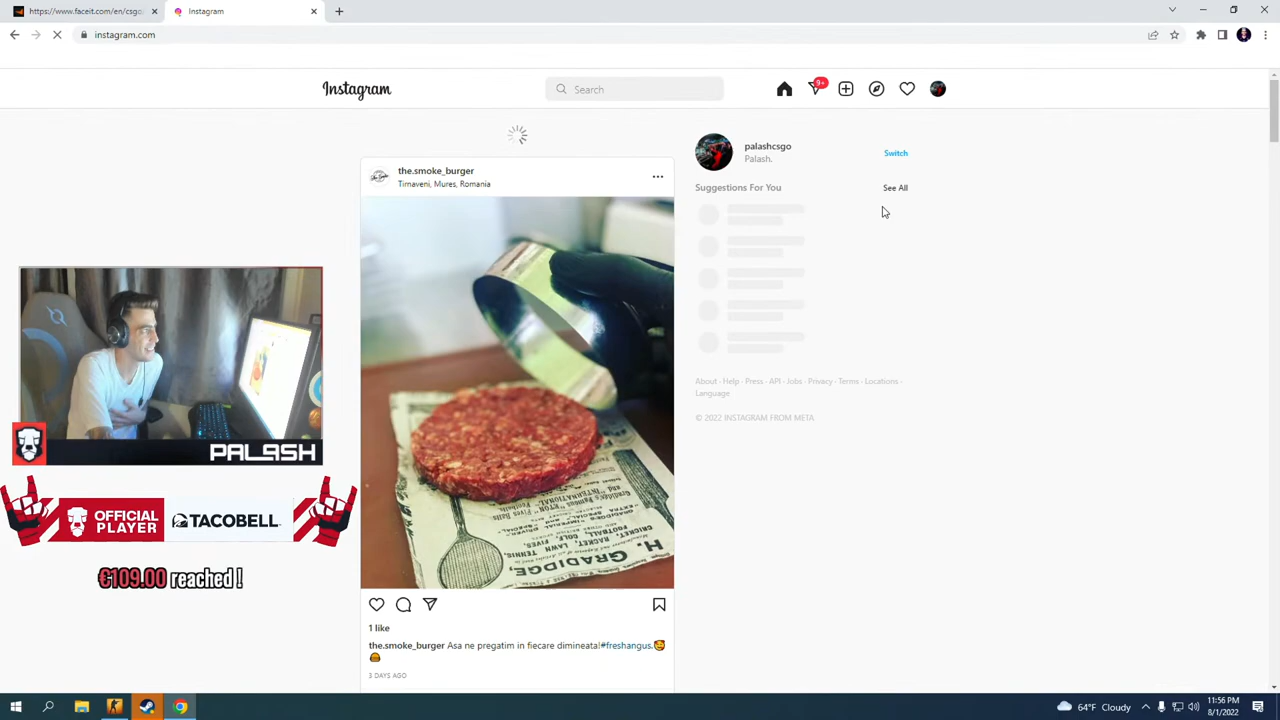 https://www.faceit.com/en/csgo
Instagram
instagram.com
Instagram
Search
9+
the.smoke_burger
Tirnaveni, Mures, Romania
palashcsgo
Palash.
Switch
Suggestions For You
See All
About · Help · Press · API · Jobs · Privacy · Terms · Locations ·
Language
© 2022 INSTAGRAM FROM META
PALASH
OFFICIAL
PLAYER
TACOBELL
€109.00 reached !
H. GRADIDGE,
1 like
the.smoke_burger Asa ne pregatim in fiecare dimineata!#freshangus.🥰
🍔
3 DAYS AGO
64°F Cloudy
11:56 PM
8/1/2022